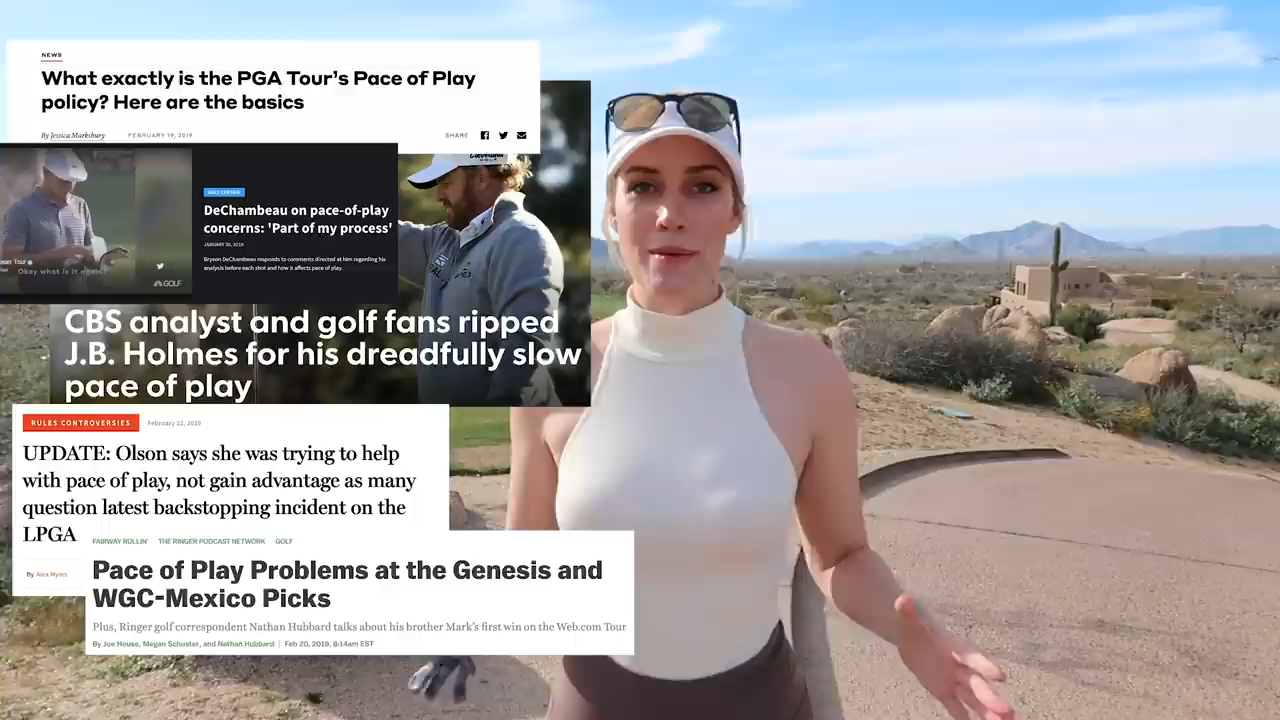 NEWS
What exactly is the PGA Tour's Pace of Play
policy? Here are the basics
By Jessica Marksbury FEBRUARY 19, 2019 SHARE
Cleveland
GOLF
GOLF CENTRAL
DeChambeau on pace-of-play
concerns: 'Part of my process'
Bryson DeChambeau responds to comments directed at him regarding his
analysis before each shot and how it affects pace of play.
Okay what is it again
GOLF
CBS analyst and golf fans ripped
J.B. Holmes for his dreadfully slow
pace of play
RULES CONTROVERSIES February 22, 2019
UPDATE: Olson says she was trying to help
with pace of play, not gain advantage as many
question latest backstopping incident on the
LPGA
By Alex Myers
FAIRWAY ROLLIN' THE RINGER PODCAST NETWORK GOLF
Pace of Play Problems at the Genesis and
WGC-Mexico Picks
Plus, Ringer golf correspondent Nathan Hubbard talks about his brother Mark's first win on the Web.com Tour
By Joe House, Megan Schuster, and Nathan Hubbard | Feb 20, 2019, 8:14am EST